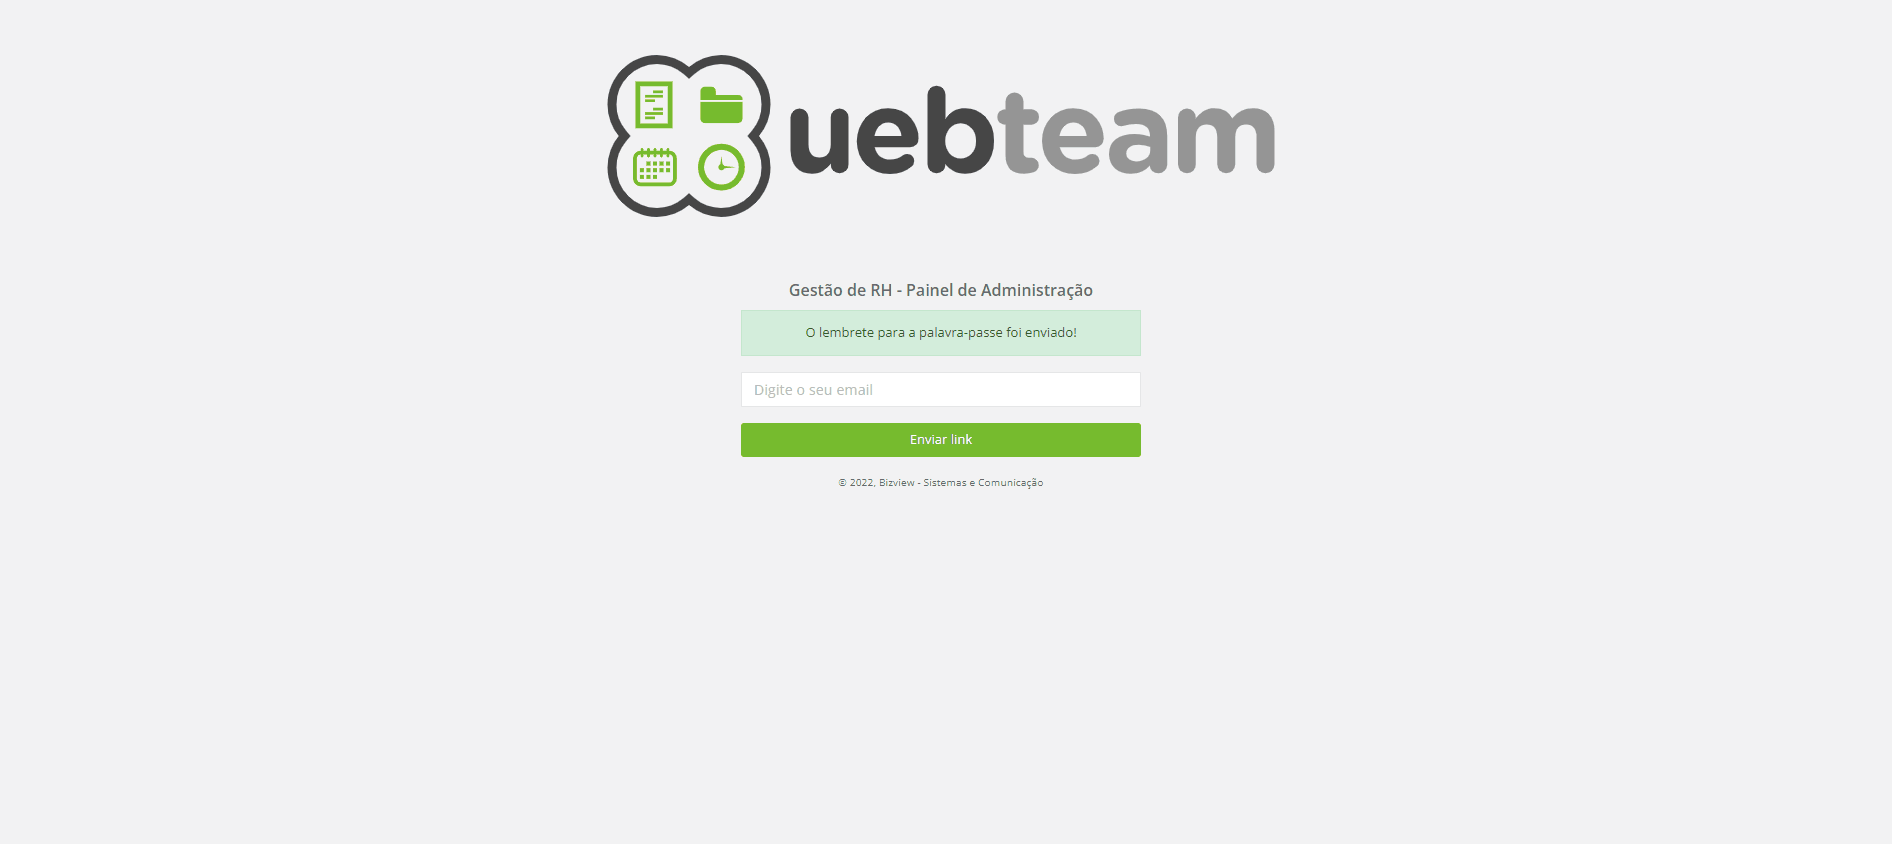 uebteam
Gestão de RH - Painel de Administração
O lembrete para a palavra-passe foi enviado!
Digite o seu email
Enviar link
© 2022, Bizview - Sistemas e Comunicação